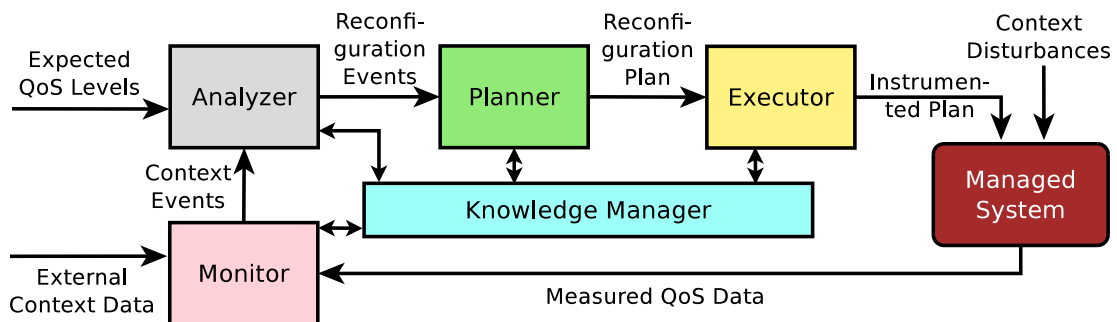 Expected
QoS Levels
Analyzer
Reconfi-
guration
Events
Planner
Reconfi-
guration
Plan
Executor
Instrumen-
ted Plan
Context
Disturbances
Managed
System
Context
Events
Knowledge Manager
External
Context Data
Monitor
Measured QoS Data